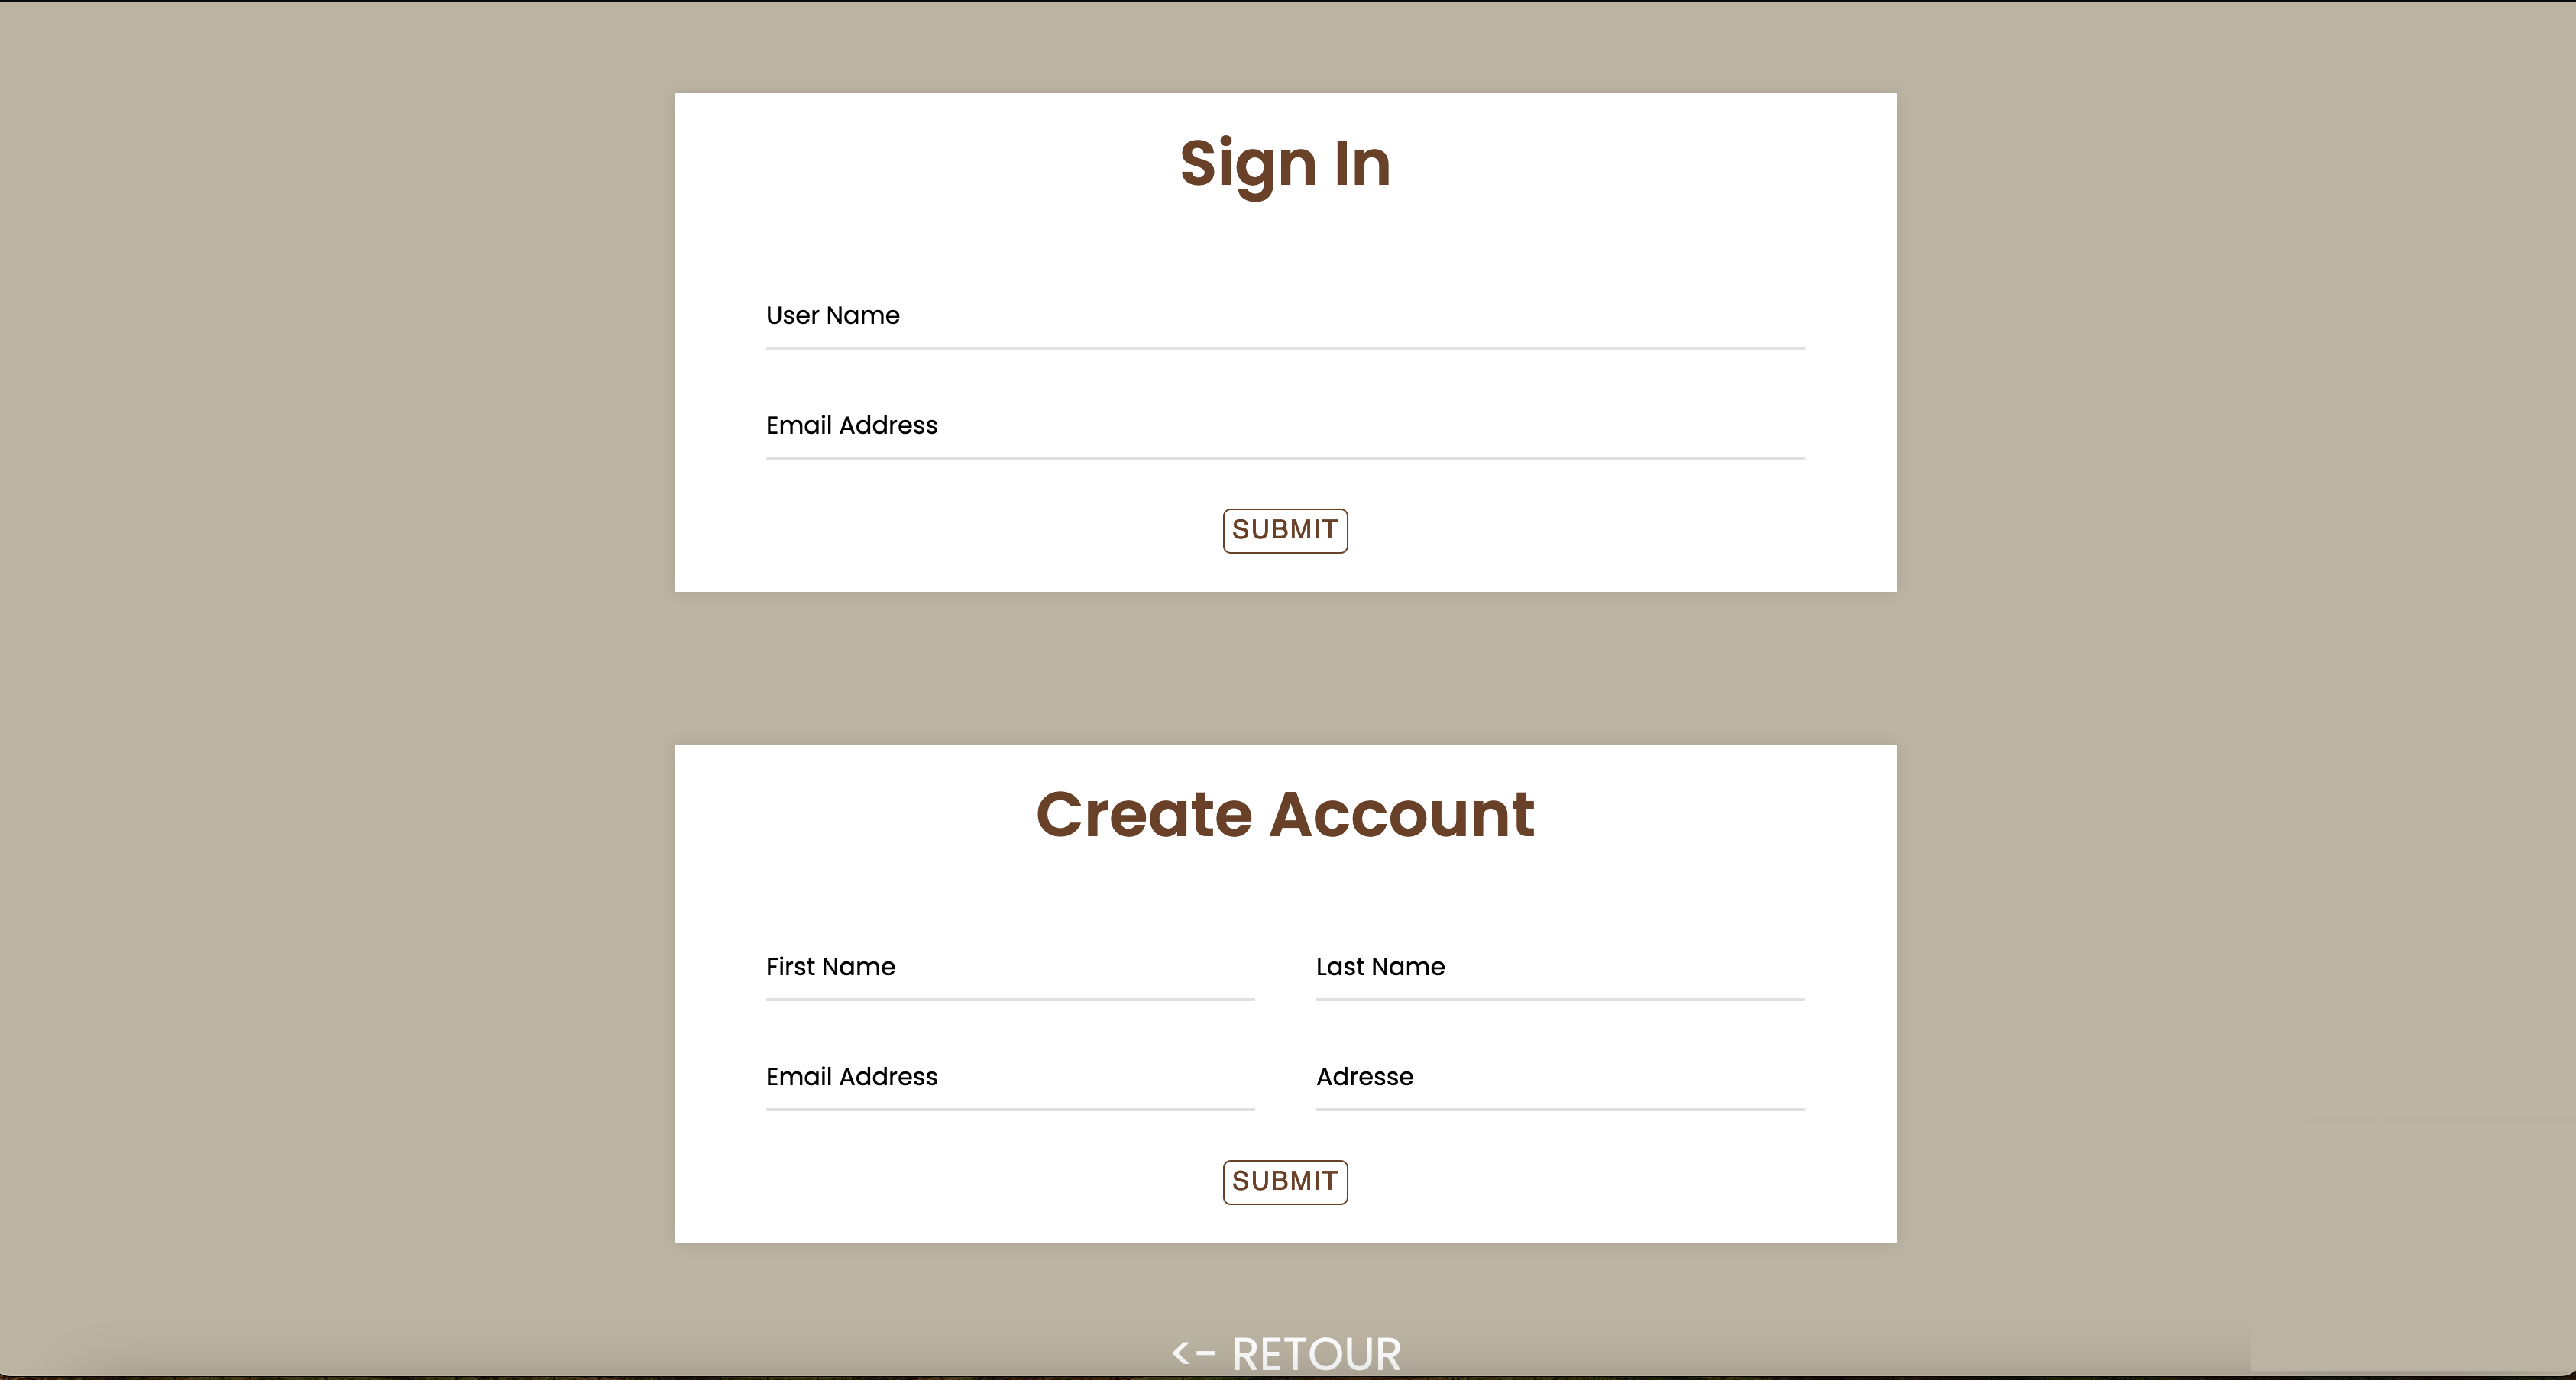 Sign In
User Name
Email Address
SUBMIT
Create Account
First Name
Last Name
Email Address
Adresse
SUBMIT
<- RETOUR